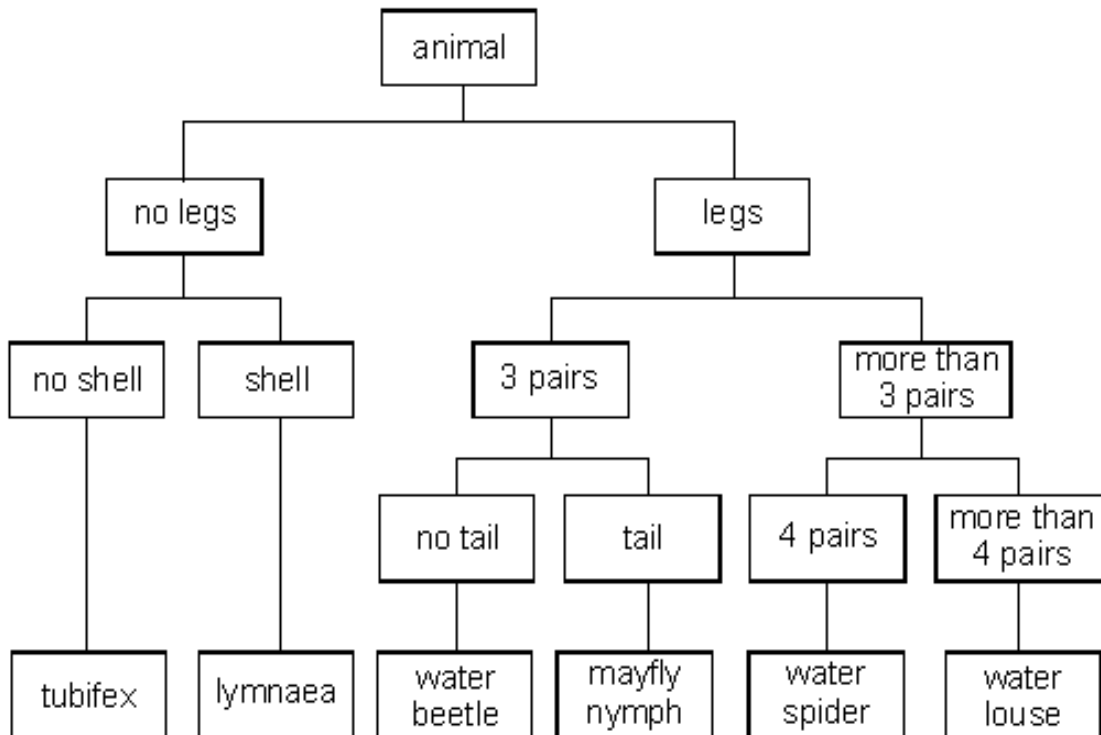 animal
no legs
legs
no shell
shell
3 pairs
more than
3 pairs
no tail
tail
4 pairs
more than
4 pairs
tubifex
lymnaea
water
beetle
mayfly
nymph
water
spider
water
louse